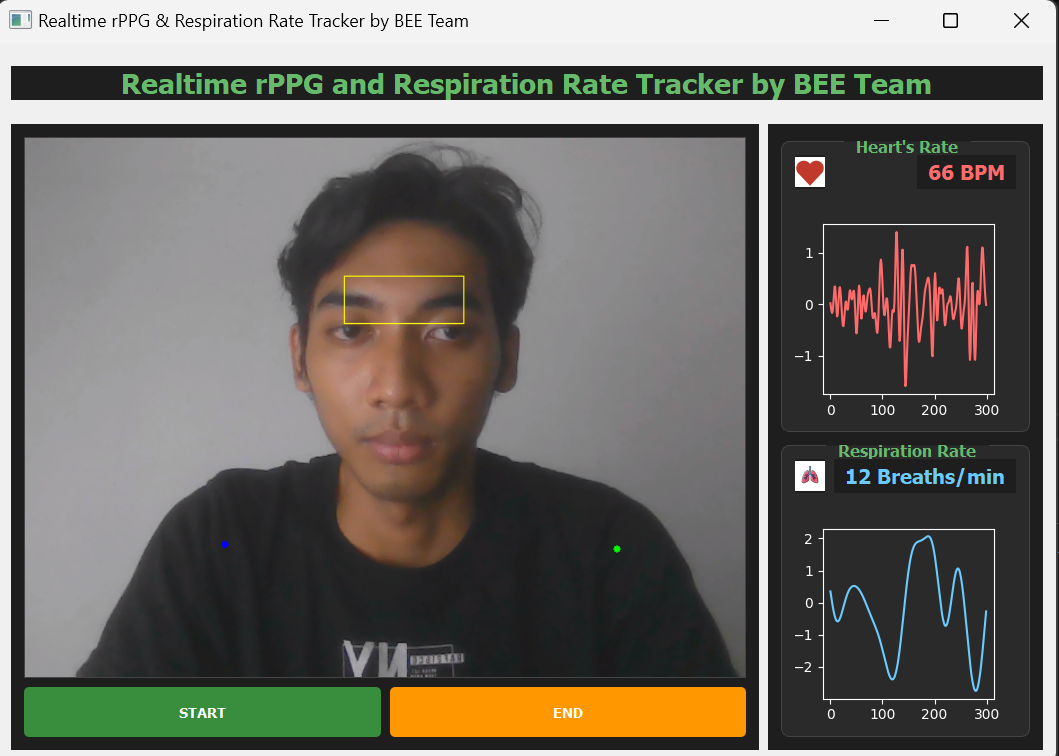 Realtime rPPG & Respiration Rate Tracker by BEE Team
Realtime rPPG and Respiration Rate Tracker by BEE Team
Heart's Rate
66 BPM
1
0
−1
0 100 200 300
Respiration Rate
12 Breaths/min
2
1
0
−1
−2
0 100 200 300
START
END